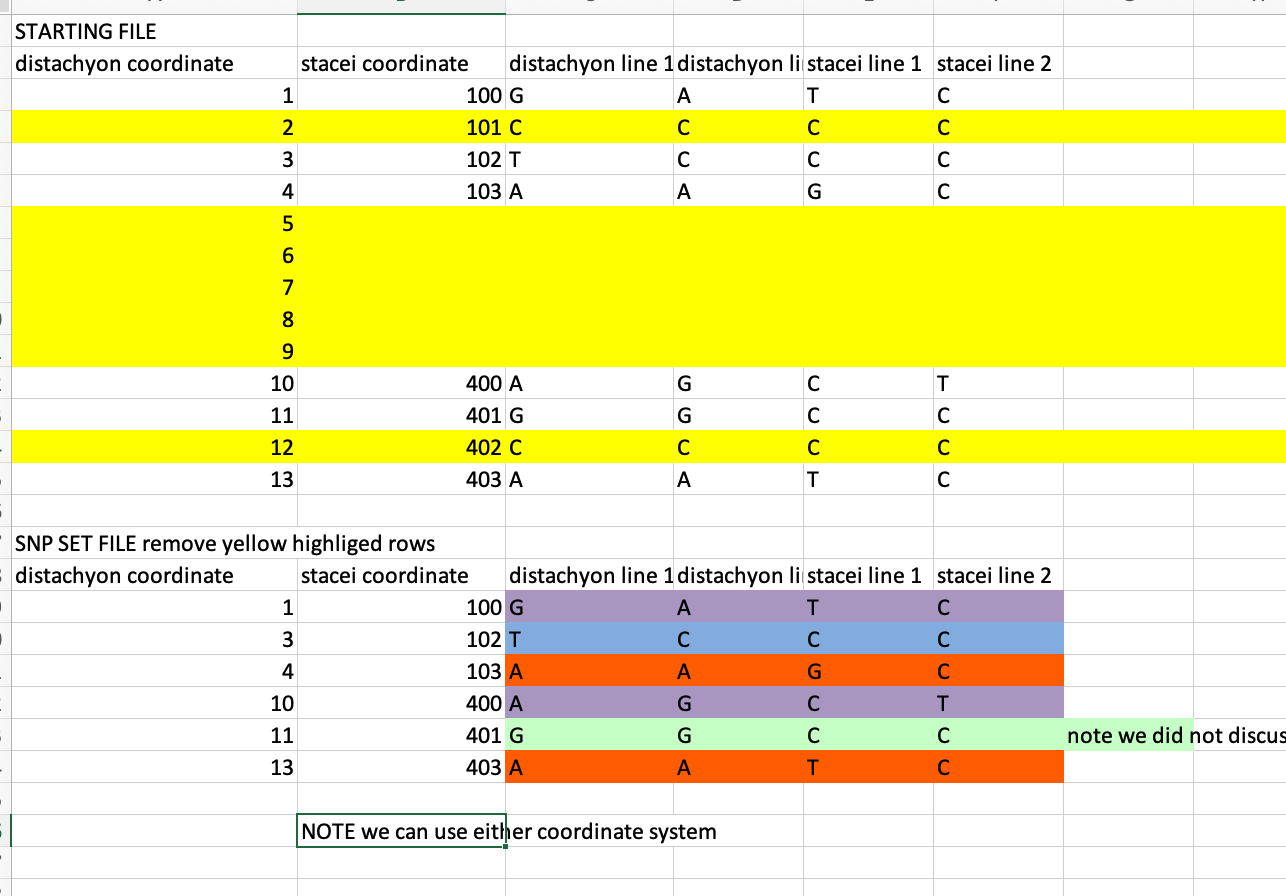 STARTING FILE
distachyon coordinate stacei coordinate distachyon line 1 distachyon li stacei line 1 stacei line 2
1 100 G A T C
2 101 C C C C
3 102 T C C C
4 103 A A G C
5
6
7
8
9
10 400 A G C T
11 401 G G C C
12 402 C C C C
13 403 A A T C
SNP SET FILE remove yellow highliged rows
distachyon coordinate stacei coordinate distachyon line 1 distachyon li stacei line 1 stacei line 2
1 100 G A T C
3 102 T C C C
4 103 A A G C
10 400 A G C T
11 401 G G C C note we did not discus
13 403 A A T C
NOTE we can use either coordinate system